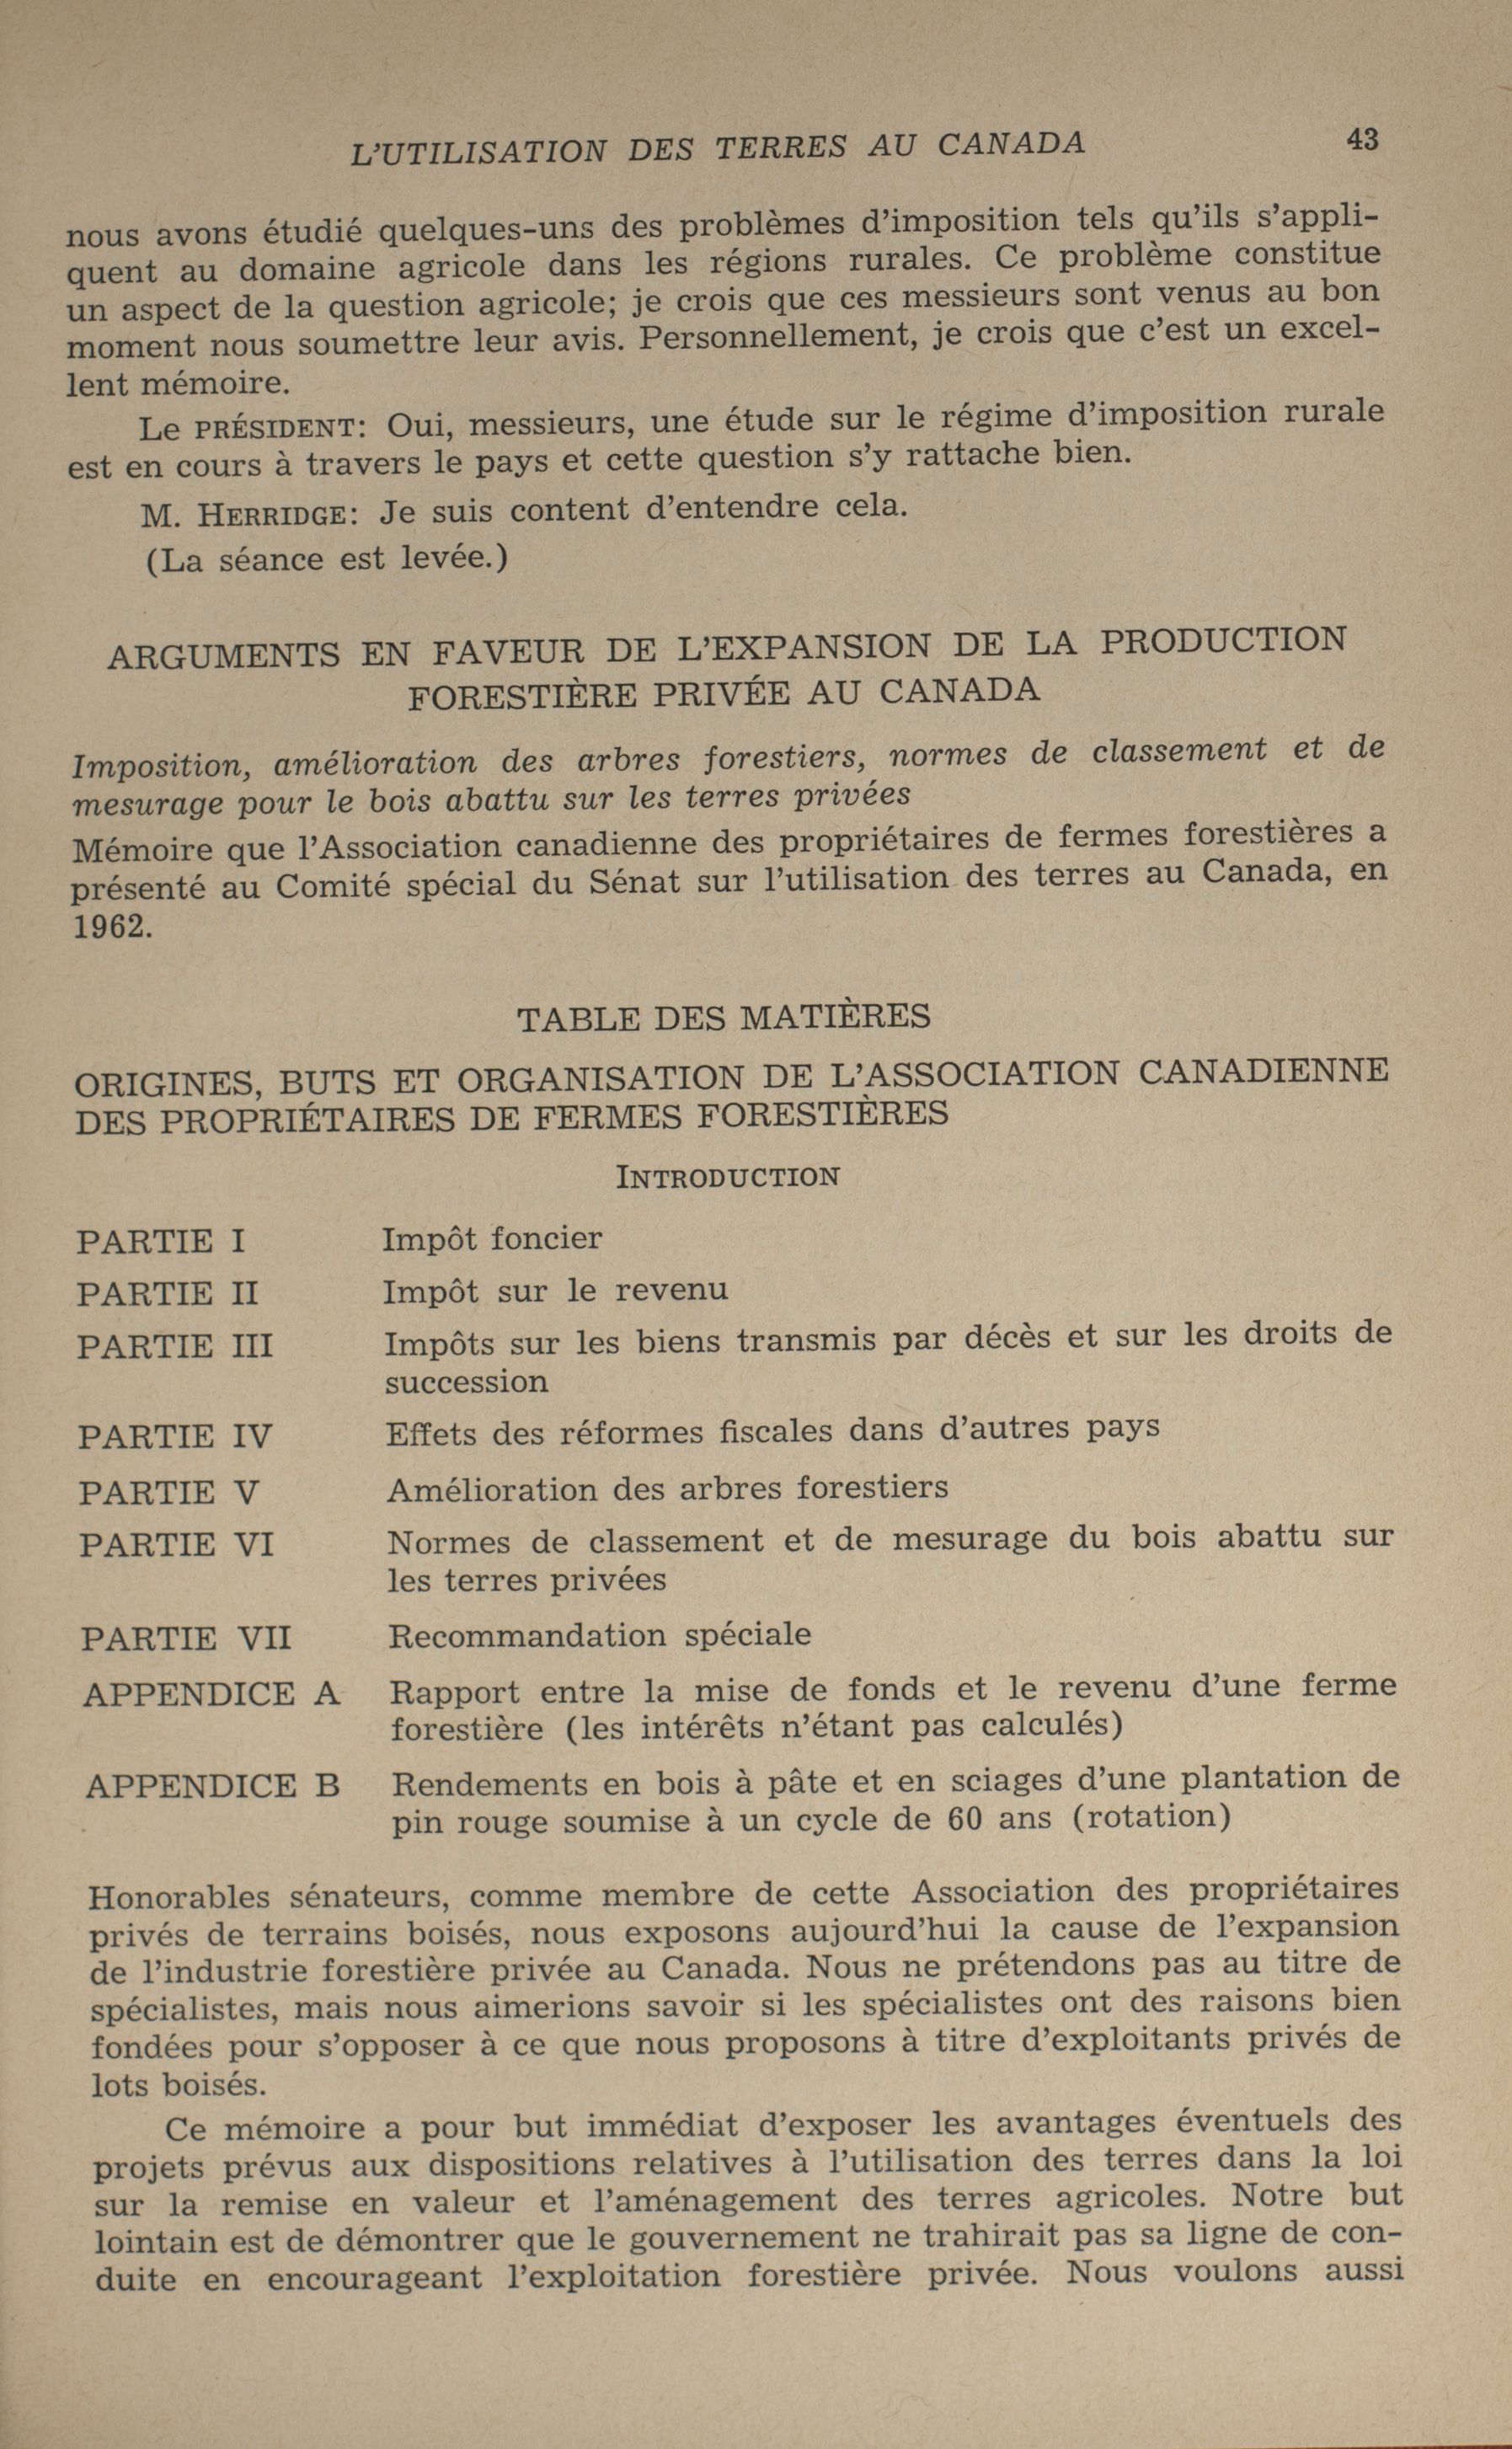 L'UTILISATION DES TERRES AU CANADA 43
nous avons étudié quelques-uns des problèmes d'imposition tels qu'ils s'appli-
quent au domaine agricole dans les régions rurales. Ce problème constitue
un aspect de la question agricole; je crois que ces messieurs sont venus au bon
moment nous soumettre leur avis. Personnellement, je crois que c'est un excel-
lent mémoire.
Le PRÉSIDENT: Oui, messieurs, une étude sur le régime d'imposition rurale
est en cours à travers le pays et cette question s'y rattache bien.
M. HERRIDGE: Je suis content d'entendre cela.
(La séance est levée.)
ARGUMENTS EN FAVEUR DE L'EXPANSION DE LA PRODUCTION
FORESTIÈRE PRIVÉE AU CANADA
Imposition, amélioration des arbres forestiers, normes de classement et de
mesurage pour le bois abattu sur les terres privées
Mémoire que l'Association canadienne des propriétaires de fermes forestières a
présenté au Comité spécial du Sénat sur l'utilisation des terres au Canada, en
1962.
TABLE DES MATIÈRES
ORIGINES, BUTS ET ORGANISATION DE L'ASSOCIATION CANADIENNE
DES PROPRIÉTAIRES DE FERMES FORESTIÈRES
INTRODUCTION
PARTIE I Impôt foncier
PARTIE II Impôt sur le revenu
PARTIE III Impôts sur les biens transmis par décès et sur les droits de
succession
PARTIE IV Effets des réformes fiscales dans d'autres pays
PARTIE V Amélioration des arbres forestiers
PARTIE VI Normes de classement et de mesurage du bois abattu sur
les terres privées
PARTIE VII Recommandation spéciale
APPENDICE A Rapport entre la mise de fonds et le revenu d'une ferme
forestière (les intérêts n'étant pas calculés)
APPENDICE B Rendements en bois à pâte et en sciages d'une plantation de
pin rouge soumise à un cycle de 60 ans (rotation)
Honorables sénateurs, comme membre de cette Association des propriétaires
privés de terrains boisés, nous exposons aujourd'hui la cause de l'expansion
de l'industrie forestière privée au Canada. Nous ne prétendons pas au titre de
spécialistes, mais nous aimerions savoir si les spécialistes ont des raisons bien
fondées pour s'opposer à ce que nous proposons à titre d'exploitants privés de
lots boisés.
Ce mémoire a pour but immédiat d'exposer les avantages éventuels des
projets prévus aux dispositions relatives à l'utilisation des terres dans la loi
sur la remise en valeur et l'aménagement des terres agricoles. Notre but
lointain est de démontrer que le gouvernement ne trahirait pas sa ligne de con-
duite en encourageant l'exploitation forestière privée. Nous voulons aussi